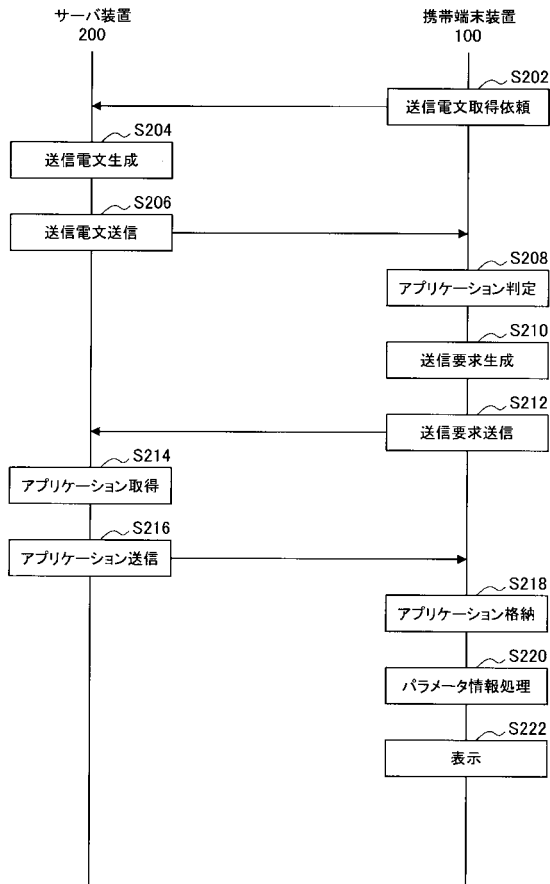 サーバ装置
200
携帯端末装置
100
S202
送信電文取得依頼
S204
送信電文生成
S206
送信電文送信
S208
アプリケーション判定
S210
送信要求生成
S212
送信要求送信
S214
アプリケーション取得
S216
アプリケーション送信
S218
アプリケーション格納
S220
パラメータ情報処理
S222
表示